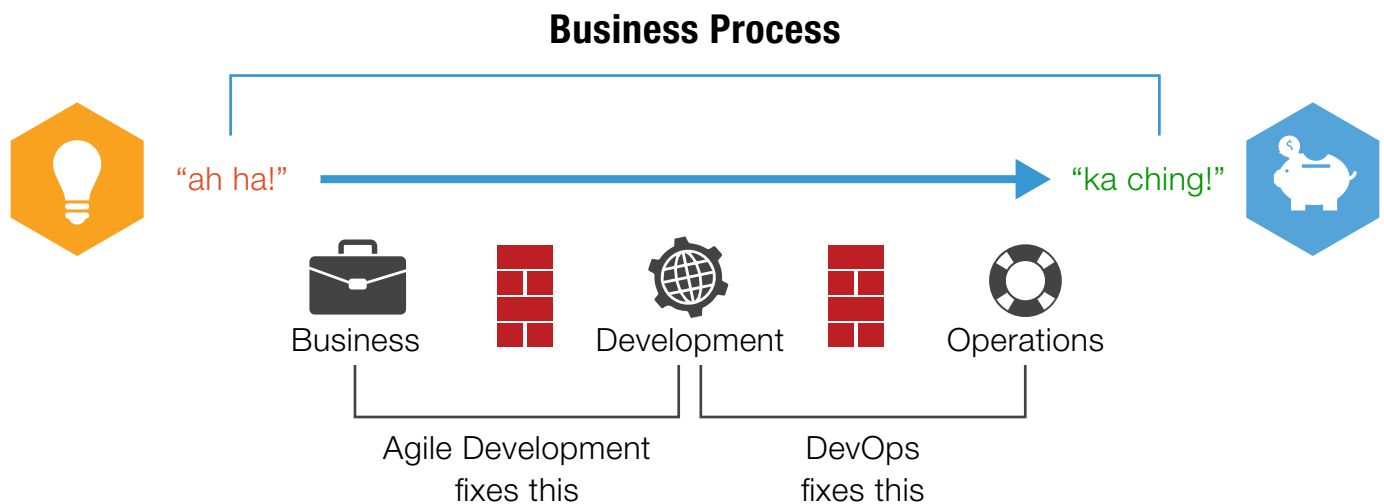 Business Process
“ah ha!”
“ka ching!”
$
Business
Development
Operations
Agile Development
fixes this
DevOps
fixes this